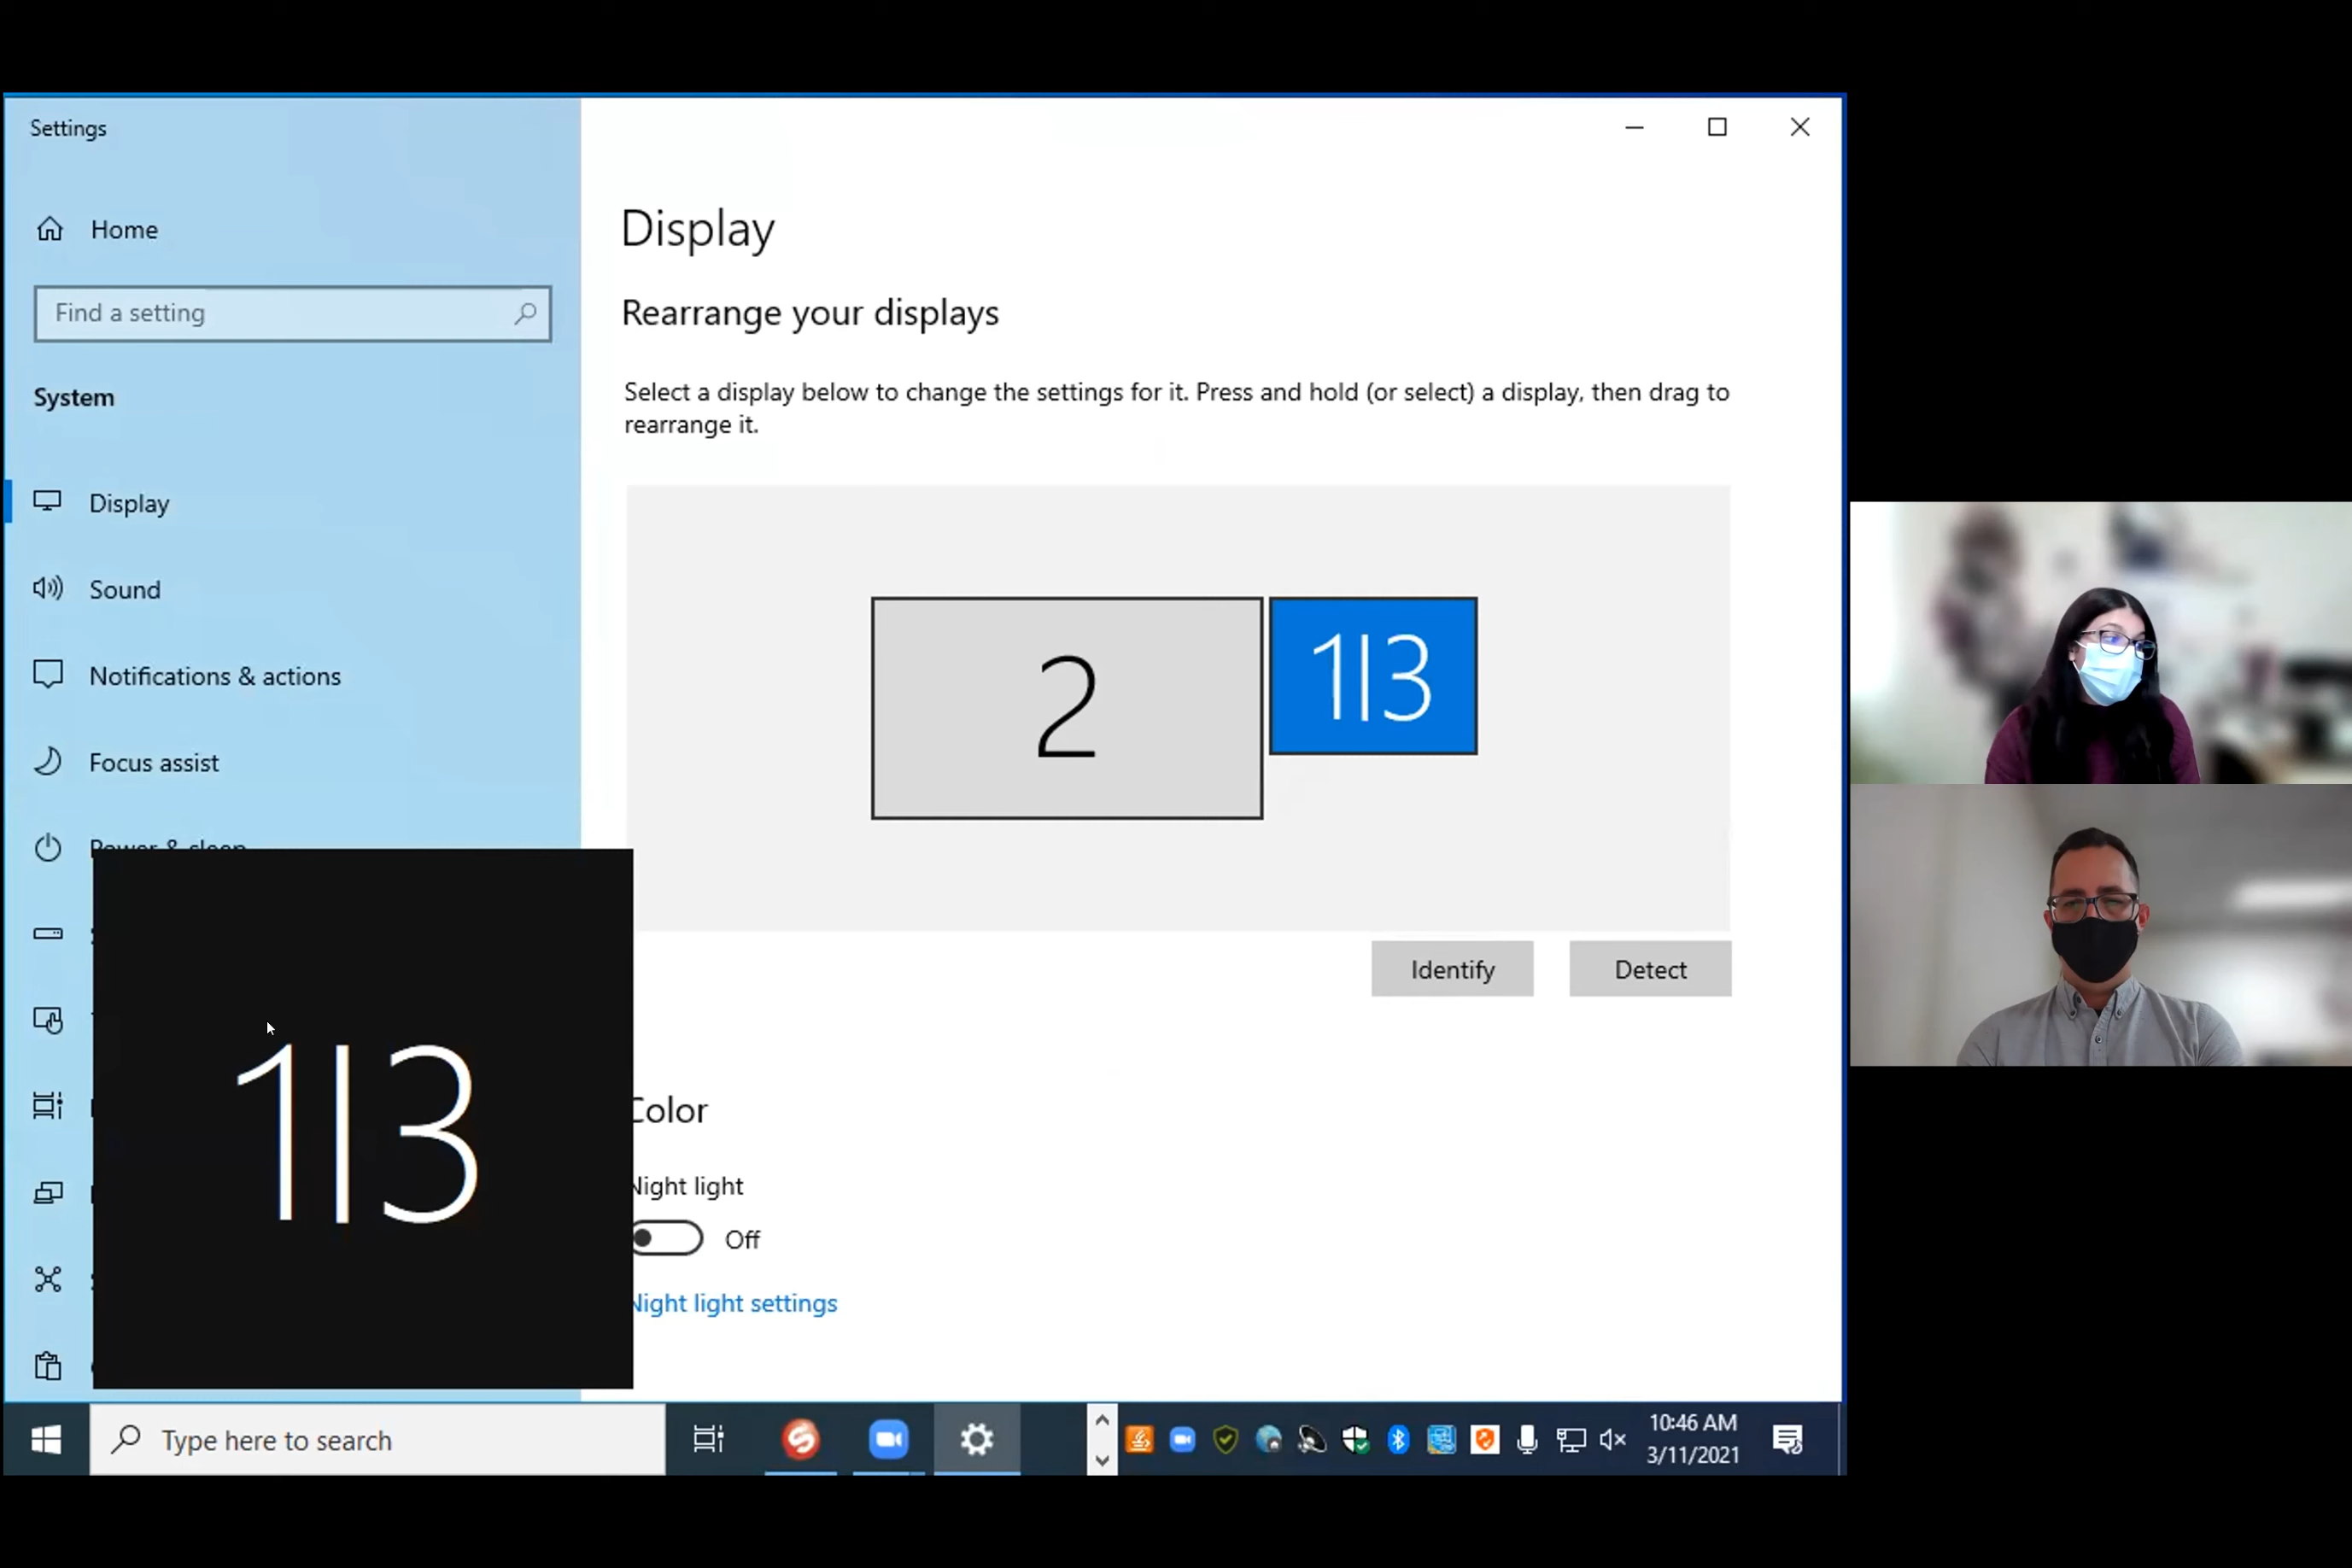 Settings
Home
Find a setting
System
Display
Sound
Notifications & actions
Focus assist
Power & sleep
Display
Rearrange your displays
Select a display below to change the settings for it. Press and hold (or select) a display, then drag to
rearrange it.
2
1|3
Identify
Detect
1|3
Color
Night light
Off
Night light settings
Type here to search
10:46 AM
3/11/2021